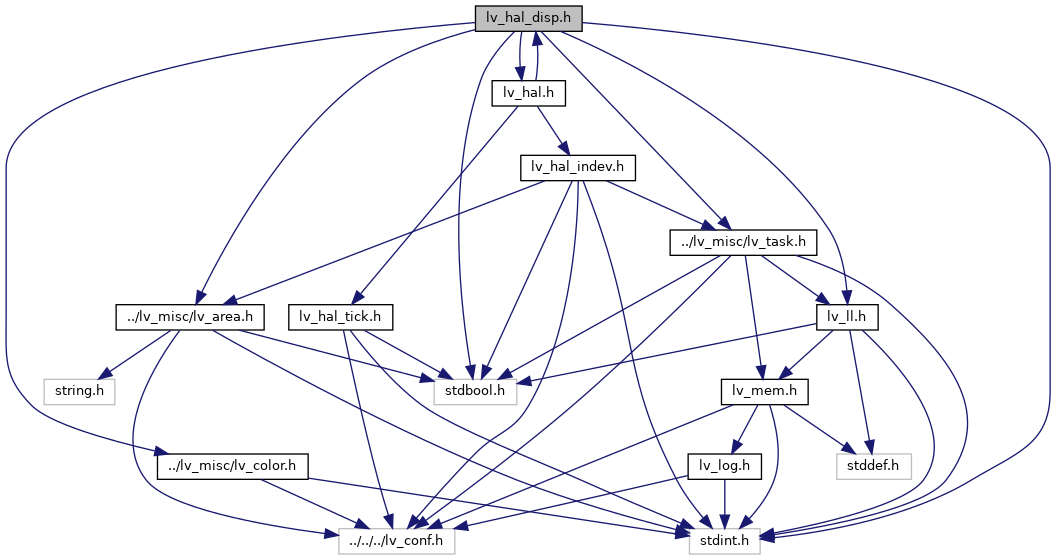 lv_hal_disp.h
lv_hal.h
lv_hal_indev.h
../lv_misc/lv_task.h
../lv_misc/lv_area.h
lv_hal_tick.h
lv_ll.h
string.h
stdbool.h
lv_mem.h
../lv_misc/lv_color.h
lv_log.h
stddef.h
../../../lv_conf.h
stdint.h